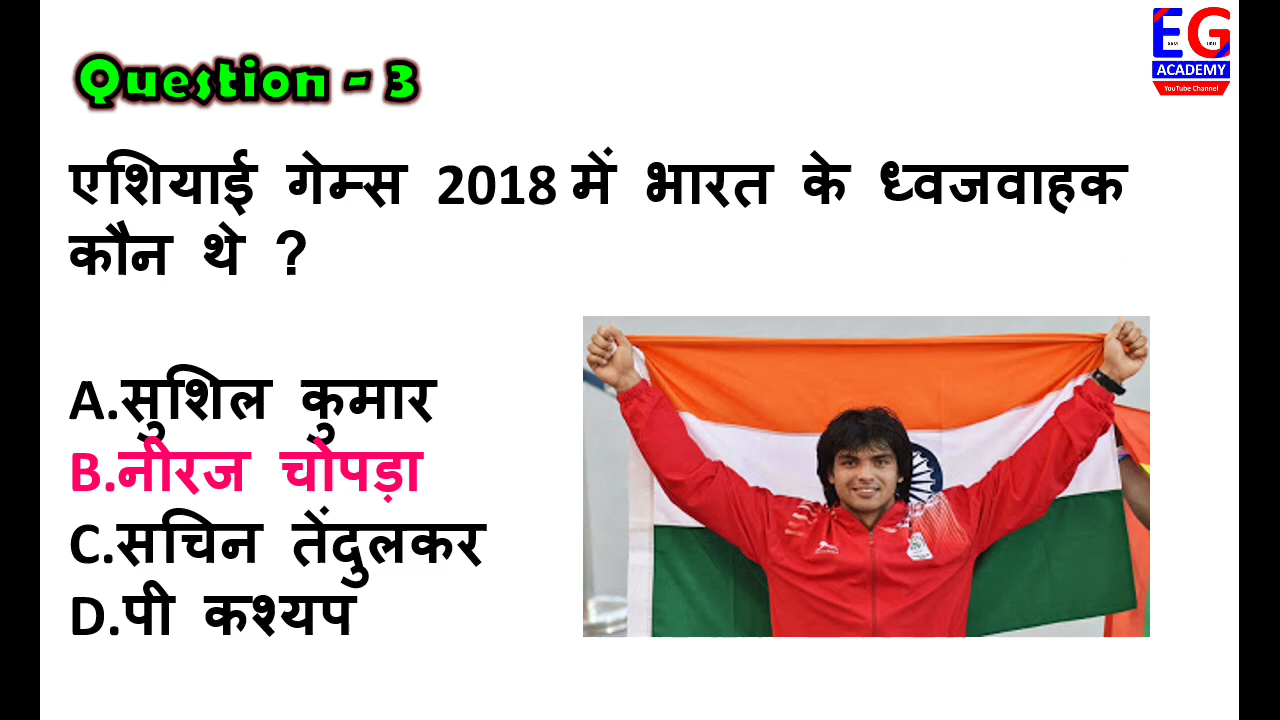 EG
ACADEMY
YouTube Channel
Question - 3
एशियाई गेम्स 2018 में भारत के ध्वजवाहक
कौन थे ?
A.सुशिल कुमार
B.नीरज चोपड़ा
C.सचिन तेंदुलकर
D.पी कश्यप